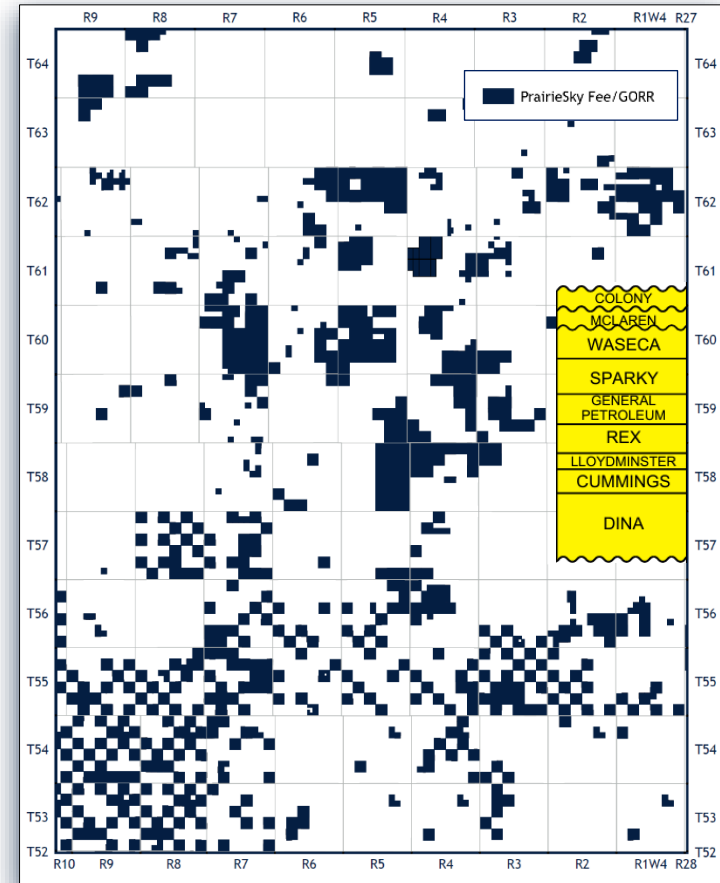 R9 R8 R7 R6 R5 R4 R3 R2 R1W4 R27
T64 T64
PrairieSky Fee/GORR
T63 T63
T62 T62
T61 T61
COLONY
MCLAREN
T60 T60
WASECA
SPARKY
GENERAL
PETROLEUM
T59 T59
REX
LLOYDMINSTER
T58 T58
CUMMINGS
DINA
T57 T57
T56 T56
T55 T55
T54 T54
T53 T53
T52 T52
R10 R9 R8 R7 R6 R5 R4 R3 R2 R1W4 R28